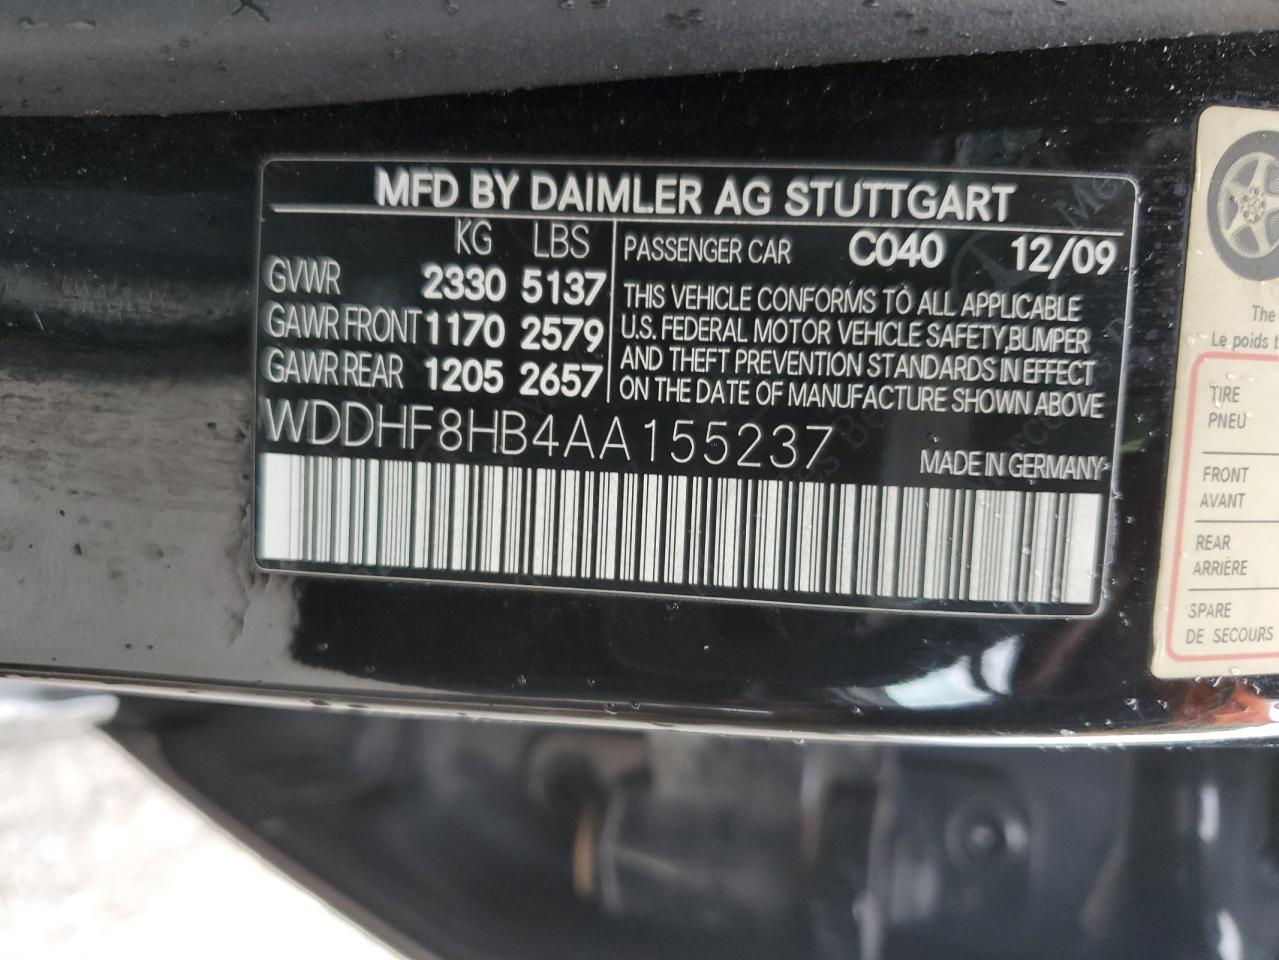 MFD BY DAIMLER AG STUTTGART
KG LBS
GVWR 2330 5137
GAWR FRONT 1170 2579
GAWR REAR 1205 2657
PASSENGER CAR C040 12/09
THIS VEHICLE CONFORMS TO ALL APPLICABLE
U.S. FEDERAL MOTOR VEHICLE SAFETY,BUMPER
AND THEFT PREVENTION STANDARDS IN EFFECT
ON THE DATE OF MANUFACTURE SHOWN ABOVE
WDDHF8HB4AA155237
MADE IN GERMANY
The
Le poids t
TIRE
PNEU
FRONT
AVANT
REAR
ARRIÈRE
SPARE
DE SECOURS